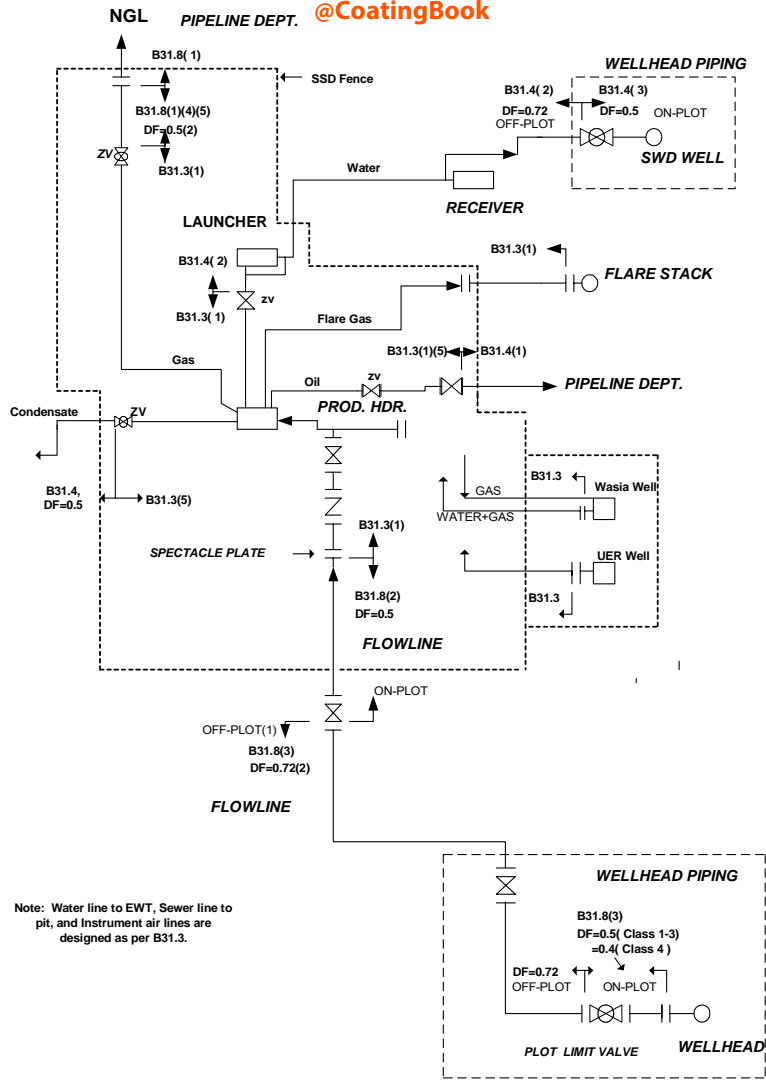 @CoatingBook
NGL
PIPELINE DEPT.
B31.8( 1)
SSD Fence
WELLHEAD PIPING
B31.8(1)(4)(5)
DF=0.5(2)
ZV
B31.3(1)
B31.4( 2)
DF=0.72
OFF-PLOT
B31.4( 3)
DF=0.5
ON-PLOT
SWD WELL
Water
RECEIVER
LAUNCHER
B31.4( 2)
zv
B31.3( 1)
B31.3(1)
FLARE STACK
Flare Gas
B31.3(1)(5)
B31.4(1)
Gas
Oil
zv
PIPELINE DEPT.
Condensate
ZV
PROD. HDR.
B31.4,
DF=0.5
B31.3(5)
B31.3
GAS
Wasia Well
WATER+GAS
B31.3(1)
SPECTACLE PLATE
UER Well
B31.8(2)
DF=0.5
B31.3
FLOWLINE
ON-PLOT
OFF-PLOT(1)
B31.8(3)
DF=0.72(2)
FLOWLINE
WELLHEAD PIPING
Note: Water line to EWT, Sewer line to
pit, and Instrument air lines are
designed as per B31.3.
B31.8(3)
DF=0.5( Class 1-3)
=0.4( Class 4 )
DF=0.72
OFF-PLOT
ON-PLOT
PLOT LIMIT VALVE
WELLHEAD